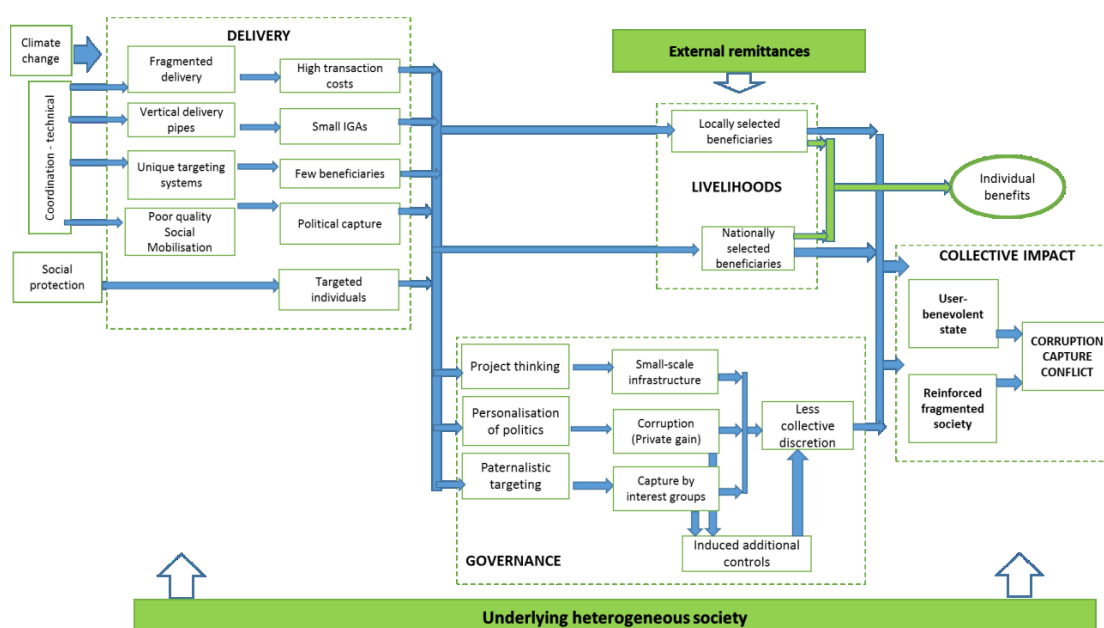 Climate
change
Coordination - technical
Social
protection
DELIVERY
Fragmented
delivery
High transaction
costs
Vertical delivery
pipes
Small IGAs
Unique targeting
systems
Few beneficiaries
Poor quality
Social
Mobilisation
Political capture
Targeted
individuals
External remittances
Locally selected
beneficiaries
LIVELIHOODS
Nationally
selected
beneficiaries
Individual
benefits
COLLECTIVE IMPACT
User-
benevolent
state
Reinforced
fragmented
society
CORRUPTION
CAPTURE
CONFLICT
Project thinking
Small-scale
infrastructure
Personalisation
of politics
Corruption
(Private gain)
Less
collective
discretion
Paternalistic
targeting
Capture by
interest groups
Induced additional
controls
GOVERNANCE
Underlying heterogeneous society